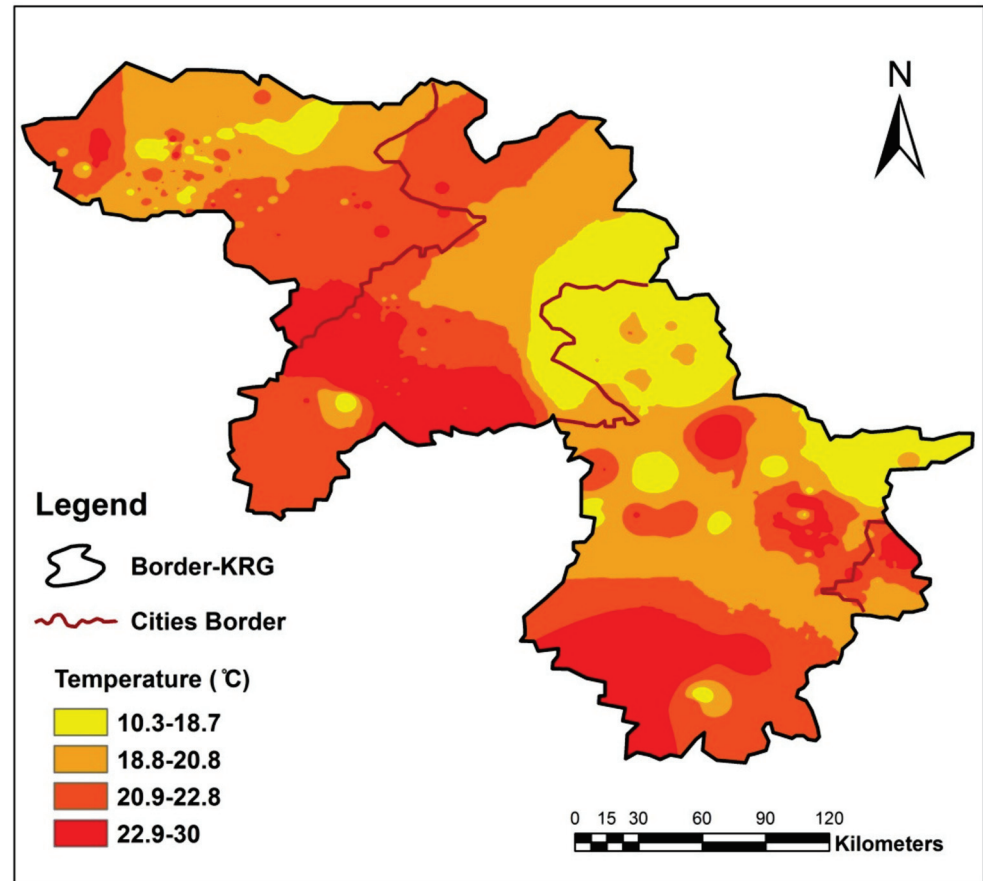 N
Legend
Border-KRG
Cities Border
Temperature (°C)
10.3-18.7
18.8-20.8
20.9-22.8
22.9-30
0 15 30 60 90 120
Kilometers